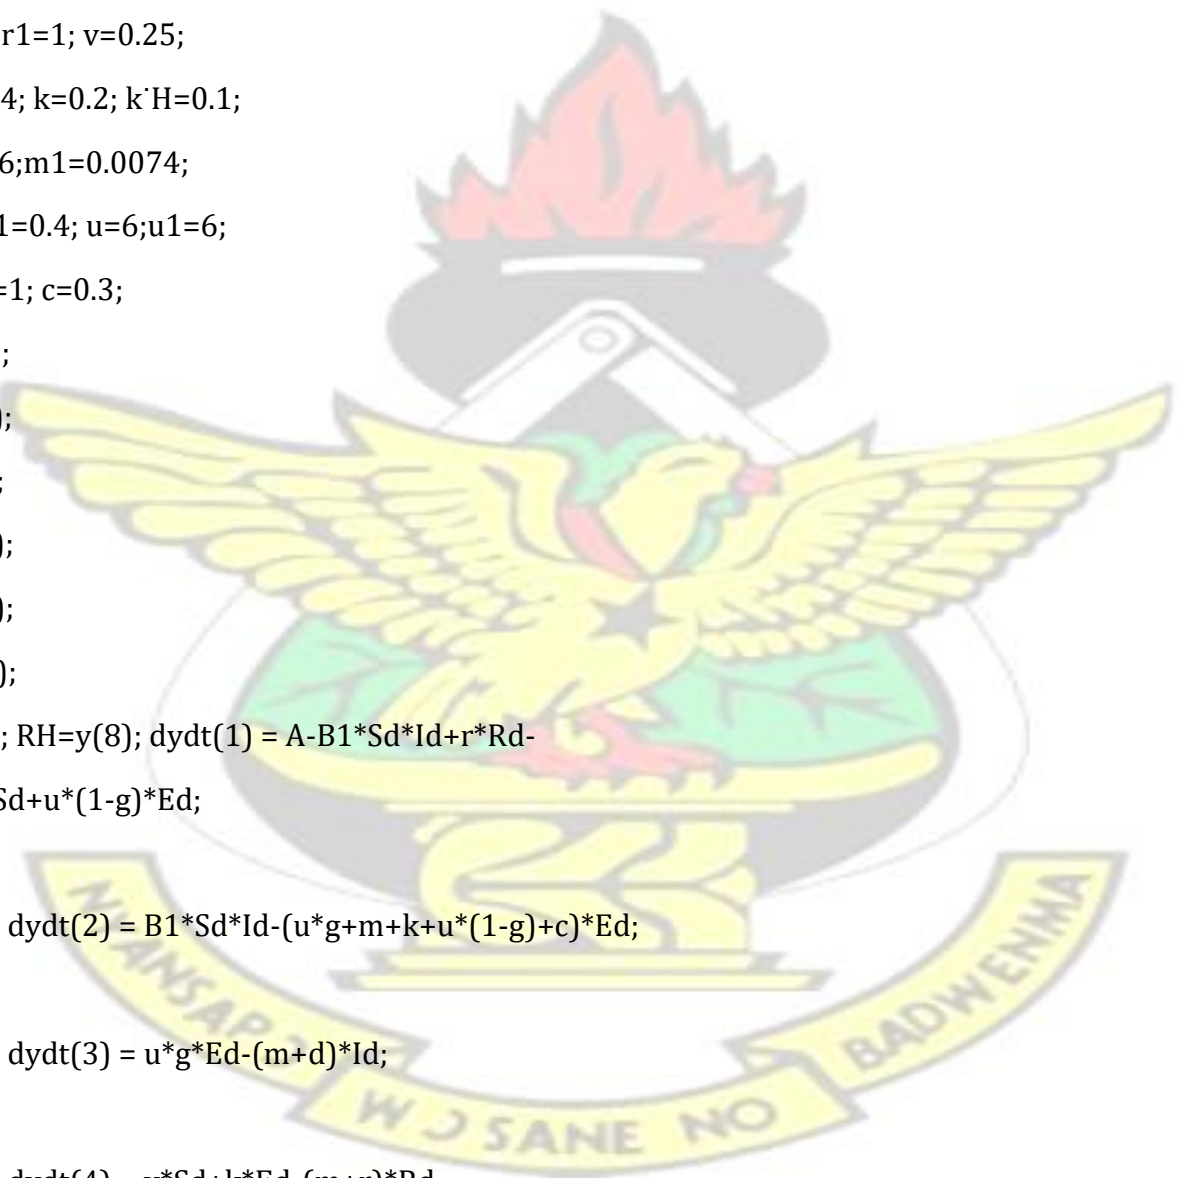 r1=1; v=0.25;
4; k=0.2; k˙H=0.1;
6;m1=0.0074;
1=0.4; u=6;u1=6;
=1; c=0.3;
;
);
;
);
);
);
; RH=y(8); dydt(1) = A-B1*Sd*Id+r*Rd-
Sd+u*(1-g)*Ed;
dydt(2) = B1*Sd*Id-(u*g+m+k+u*(1-g)+c)*Ed;
dydt(3) = u*g*Ed-(m+d)*Id;
NYANSAPƆ
WƆSANE NO
BADWENMA